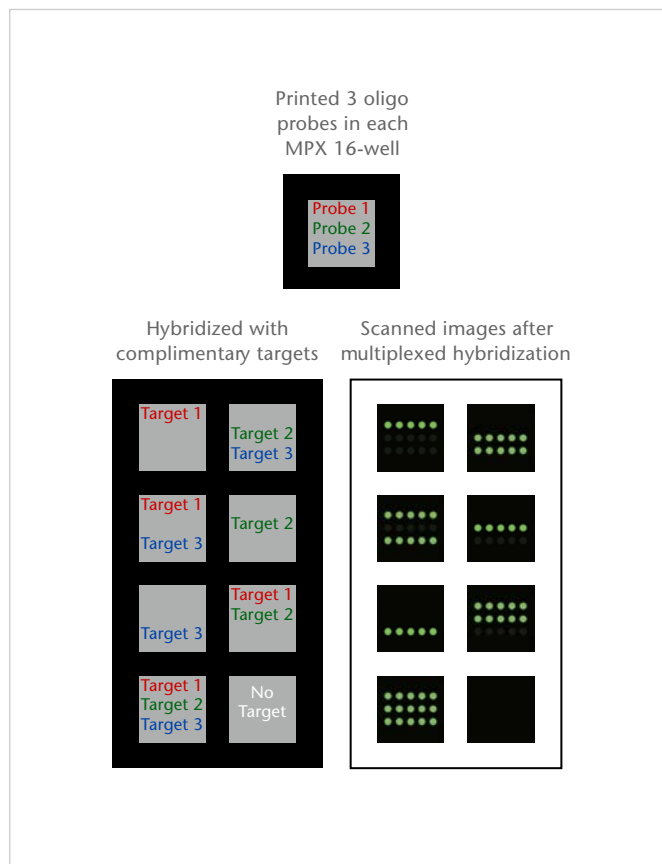 Printed 3 oligo
probes in each
MPX 16-well
Probe 1
Probe 2
Probe 3
Hybridized with
complimentary targets
Target 1
Target 2
Target 3
Target 1
Target 3
Target 2
Target 3
Target 1
Target 2
Target 1
Target 2
Target 3
No
Target
Scanned images after
multiplexed hybridization